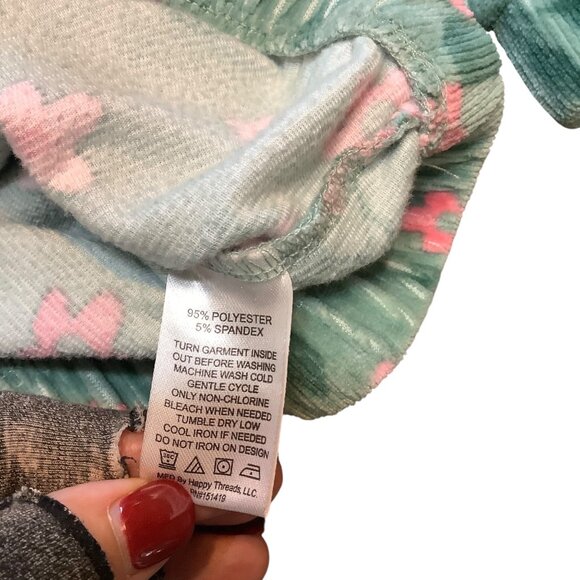 95% POLYESTER
5% SPANDEX
TURN GARMENT INSIDE
OUT BEFORE WASHING
MACHINE WASH COLD
GENTLE CYCLE
ONLY NON-CHLORINE
BLEACH WHEN NEEDED
TUMBLE DRY LOW
COOL IRON IF NEEDED
DO NOT IRON ON DESIGN
MFD By Happy Threads, LLC.